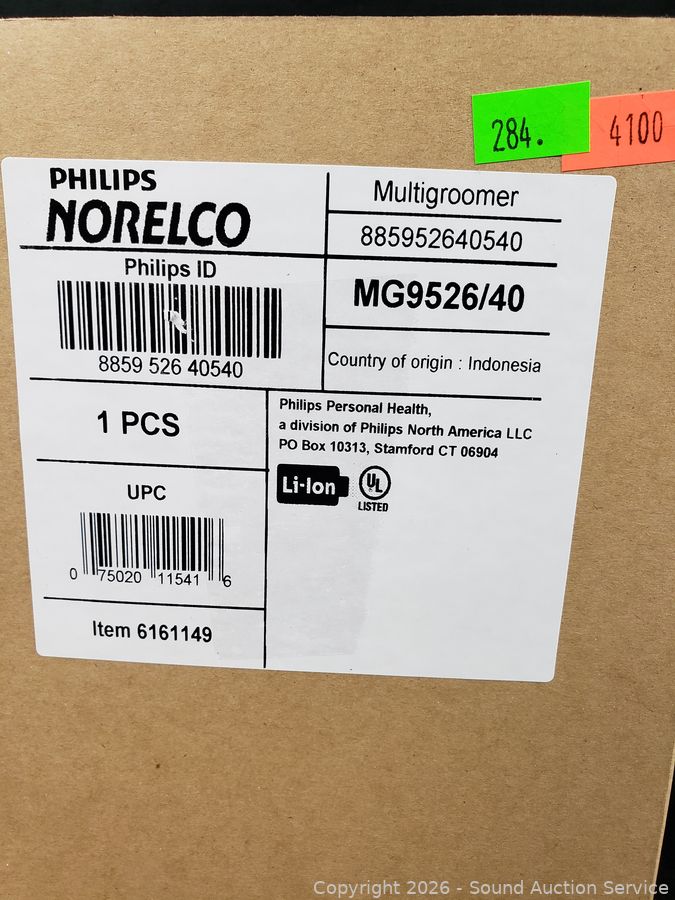 284.
4100
PHILIPS
NORELCO
Multigroomer
885952640540
Philips ID
8859 526 40540
MG9526/40
Country of origin : Indonesia
1 PCS
Philips Personal Health,
a division of Philips North America LLC
PO Box 10313, Stamford CT 06904
Li-Ion
UL
LISTED
UPC
0 75020 11541 6
Item 6161149
Copyright 2026 - Sound Auction Service